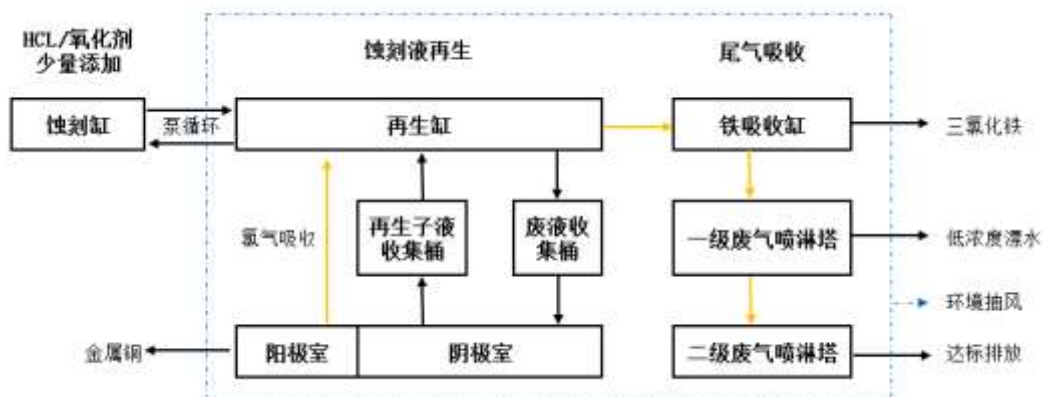 HCL/氧化剂
少量添加
蚀刻液再生
尾气吸收
蚀刻缸
泵循环
再生缸
铁吸收缸
三氯化铁
氯气吸收
再生子液
收集桶
废液收
集桶
一级废气喷淋塔
低浓度漂水
环境抽风
金属铜
阳极室
阴极室
二级废气喷淋塔
达标排放